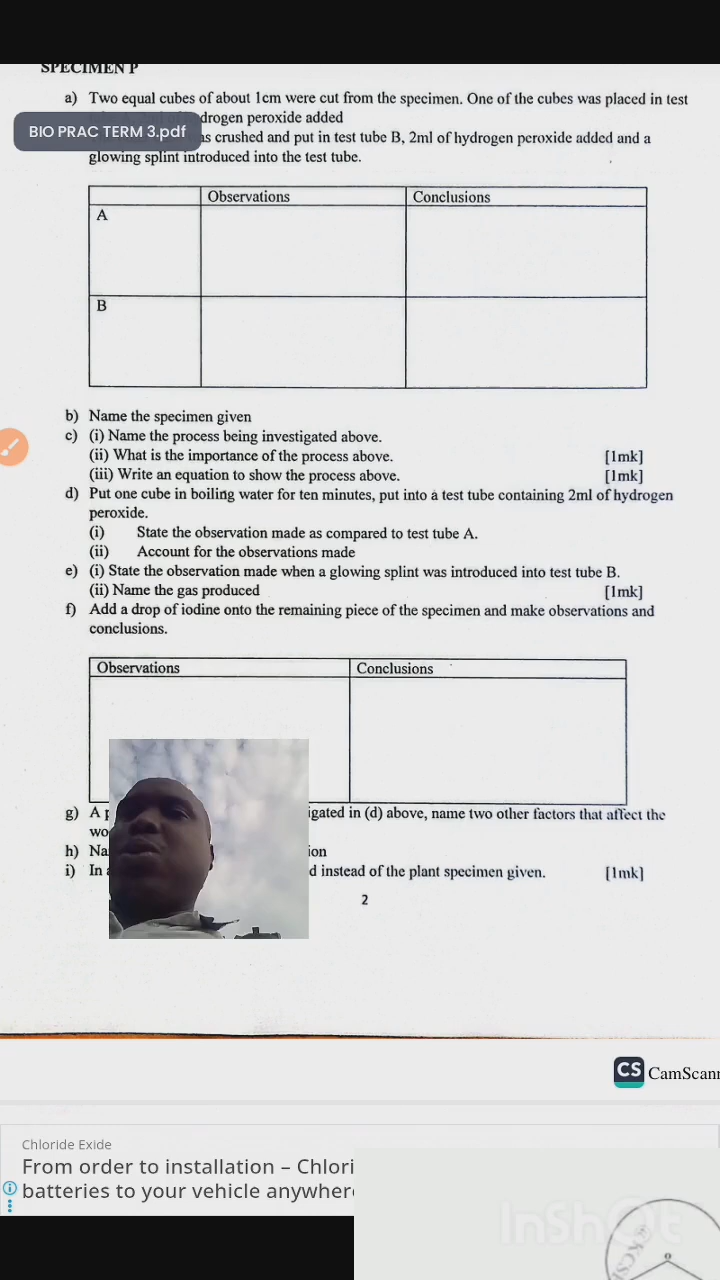 SPECIMEN P
a) Two equal cubes of about 1cm were cut from the specimen. One of the cubes was placed in test
drogen peroxide added
BIO PRAC TERM 3.pdf
as crushed and put in test tube B, 2ml of hydrogen peroxide added and a
glowing splint introduced into the test tube.
Observations Conclusions
A
B
b) Name the specimen given
c) (i) Name the process being investigated above.
(ii) What is the importance of the process above. [1mk]
(iii) Write an equation to show the process above. [1mk]
d) Put one cube in boiling water for ten minutes, put into a test tube containing 2ml of hydrogen
peroxide.
(i) State the observation made as compared to test tube A.
(ii) Account for the observations made
e) (i) State the observation made when a glowing splint was introduced into test tube B.
(ii) Name the gas produced [1mk]
f) Add a drop of iodine onto the remaining piece of the specimen and make observations and
conclusions.
Observations Conclusions
g) A igated in (d) above, name two other factors that affect the
wo
h) Na ion
i) In d instead of the plant specimen given. [1mk]
2
CS CamScann
Chloride Exide
From order to installation – Chlori
batteries to your vehicle anywher
InShOt
@KCS